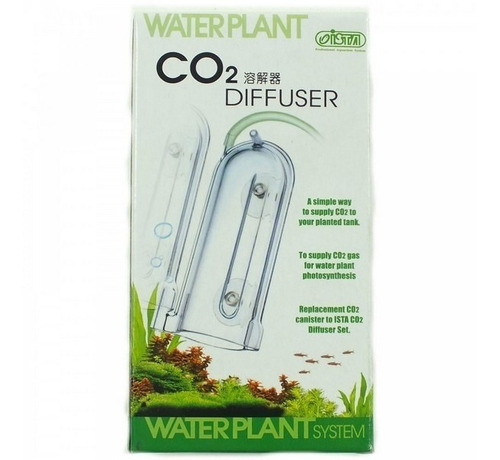 WATERPLANT
ISTA
CO2 溶解器
DIFFUSER
A simple way
to supply CO2 to
your planted tank.
To supply CO2 gas
for water plant
photosynthesis
Replacement CO2
canister to ISTA CO2
Diffuser Set.
WATERPLANT SYSTEM